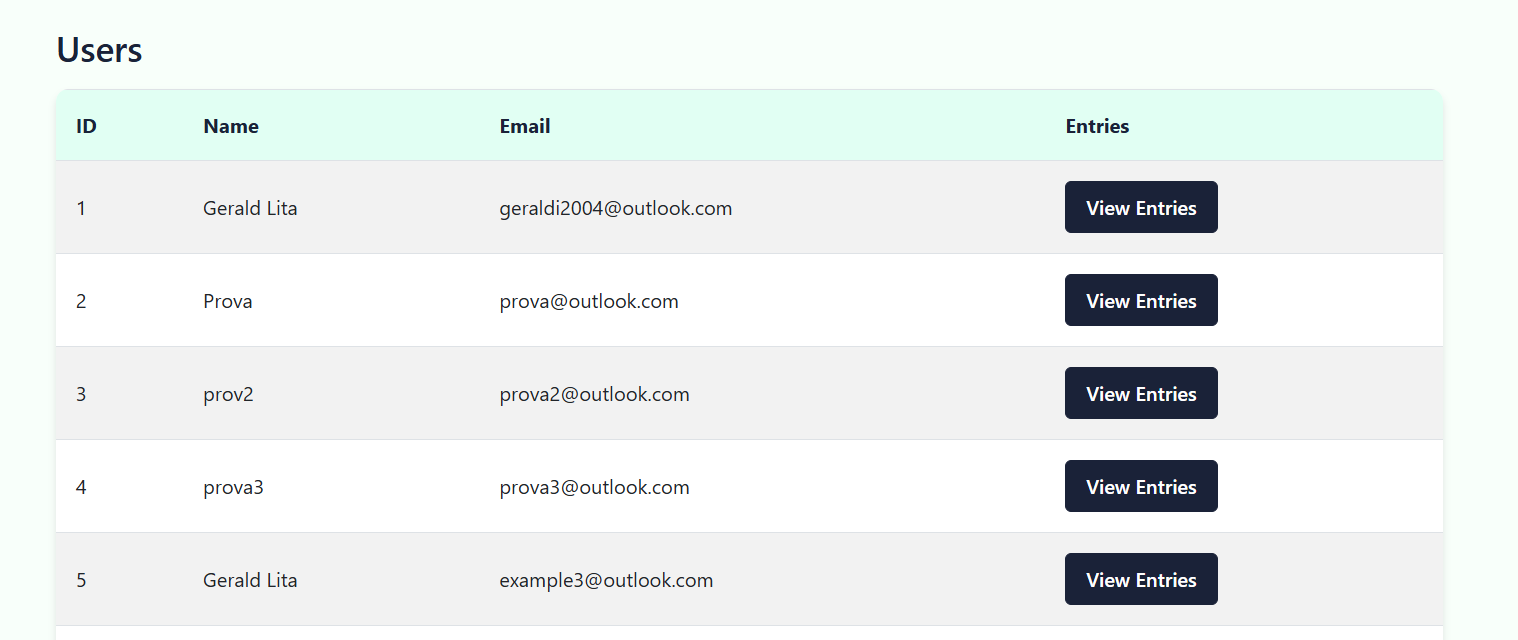 Users
ID Name Email Entries
1 Gerald Lita geraldi2004@outlook.com View Entries
2 Prova prova@outlook.com View Entries
3 prov2 prova2@outlook.com View Entries
4 prova3 prova3@outlook.com View Entries
5 Gerald Lita example3@outlook.com View Entries